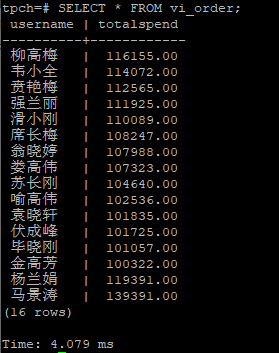 tpch=# SELECT * FROM vi_order;
username | totalspend
----------+------------
柳高梅 | 116155.00
韦小全 | 114072.00
贲艳梅 | 112565.00
强兰丽 | 111925.00
滑小刚 | 110089.00
席长梅 | 108247.00
翁晓婷 | 107988.00
娄高伟 | 107323.00
苏长刚 | 104640.00
喻高伟 | 102536.00
袁晓轩 | 101835.00
伏成峰 | 101725.00
毕晓刚 | 101057.00
金高芳 | 100322.00
杨兰娟 | 119391.00
马景涛 | 139391.00
(16 rows)
Time: 4.079 ms